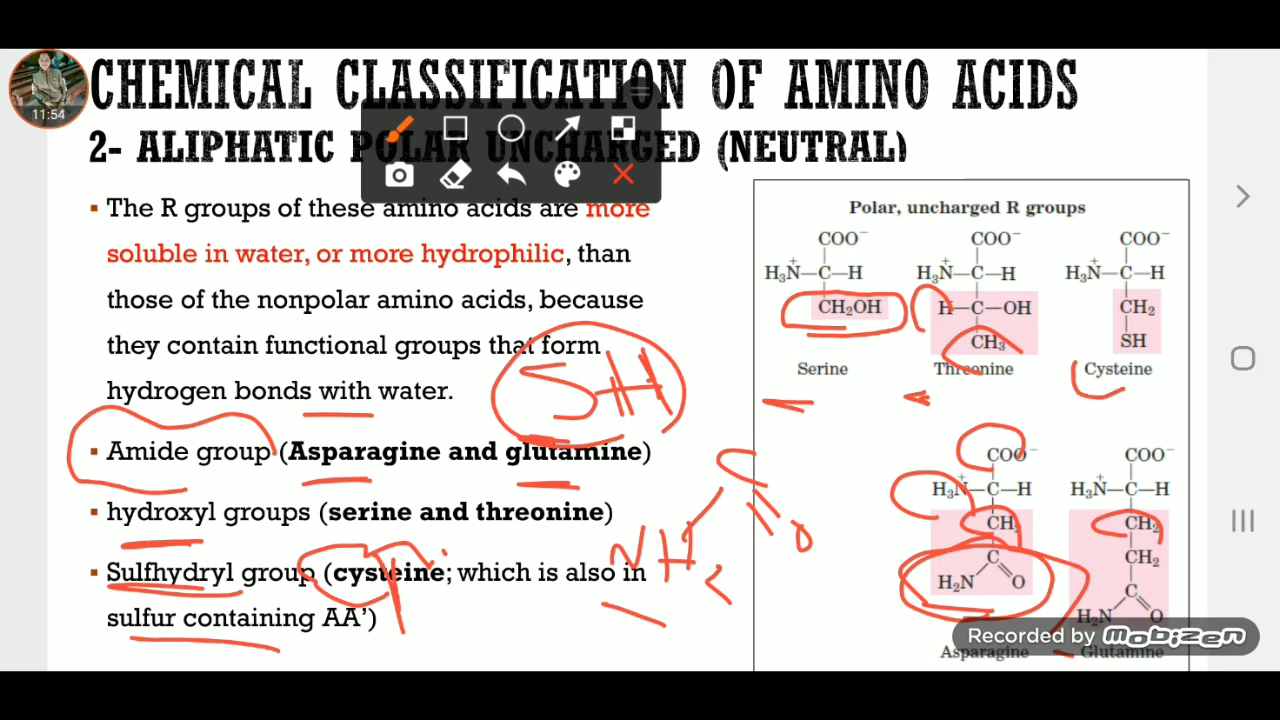 CHEMICAL CLASSIFICATION OF AMINO ACIDS
11:54
2- ALIPHATIC POLAR UNCHARGED (NEUTRAL)
▪ The R groups of these amino acids are more
soluble in water, or more hydrophilic, than
those of the nonpolar amino acids, because
they contain functional groups that form
hydrogen bonds with water.
▪ Amide group (Asparagine and glutamine)
▪ hydroxyl groups (serine and threonine)
▪ Sulfhydryl group (cysteine; which is also in
sulfur containing AA’)
SH
C
NH2 O
Polar, uncharged R groups
COO⁻ COO⁻ COO⁻
H₃N⁺—C—H H₃N⁺—C—H H₃N⁺—C—H
CH₂OH H—C—OH CH₂
CH₃ SH
Serine Threonine Cysteine
COO⁻ COO⁻
H₃N⁺—C—H H₃N⁺—C—H
CH₂ CH₂
C CH₂
H₂N O C
H₂N O
Asparagine Glutamine
Recorded by MOBIZEN